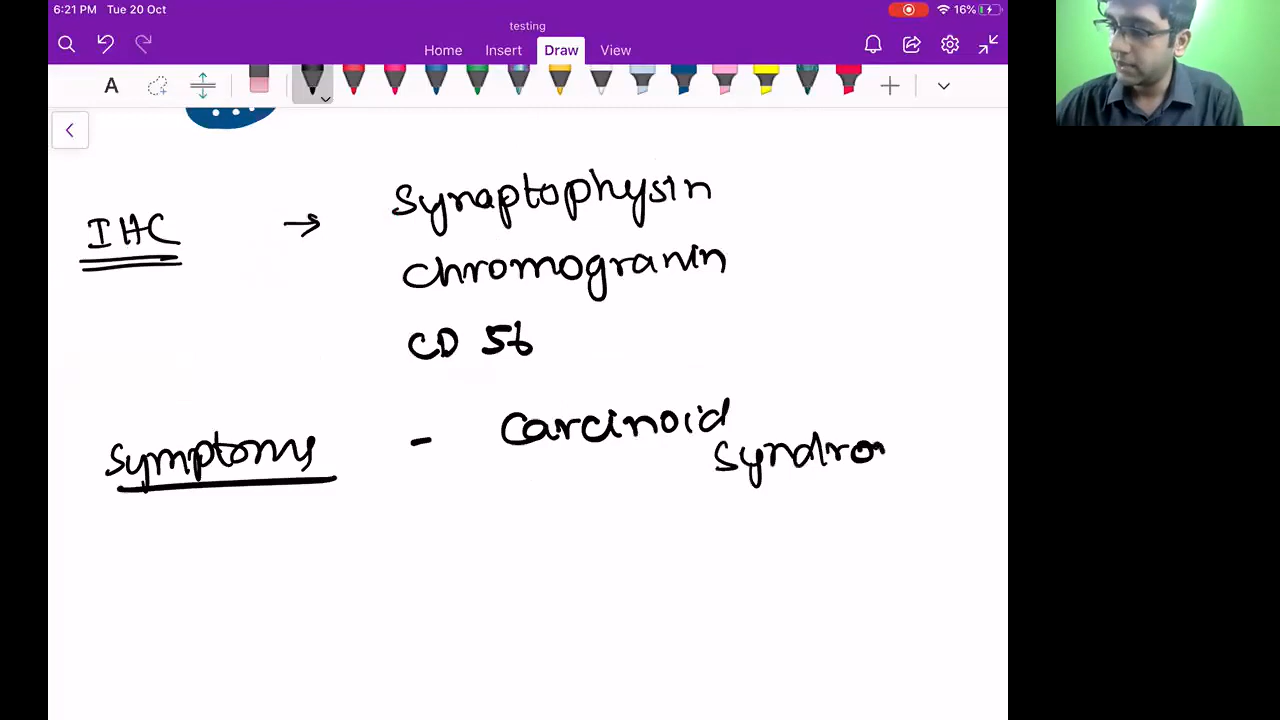 6:21 PM Tue 20 Oct
16%
testing
Home Insert Draw View
A
Synaptophysin
IHC →
Chromogranin
CD 56
Symptoms - Carcinoid
Syndro